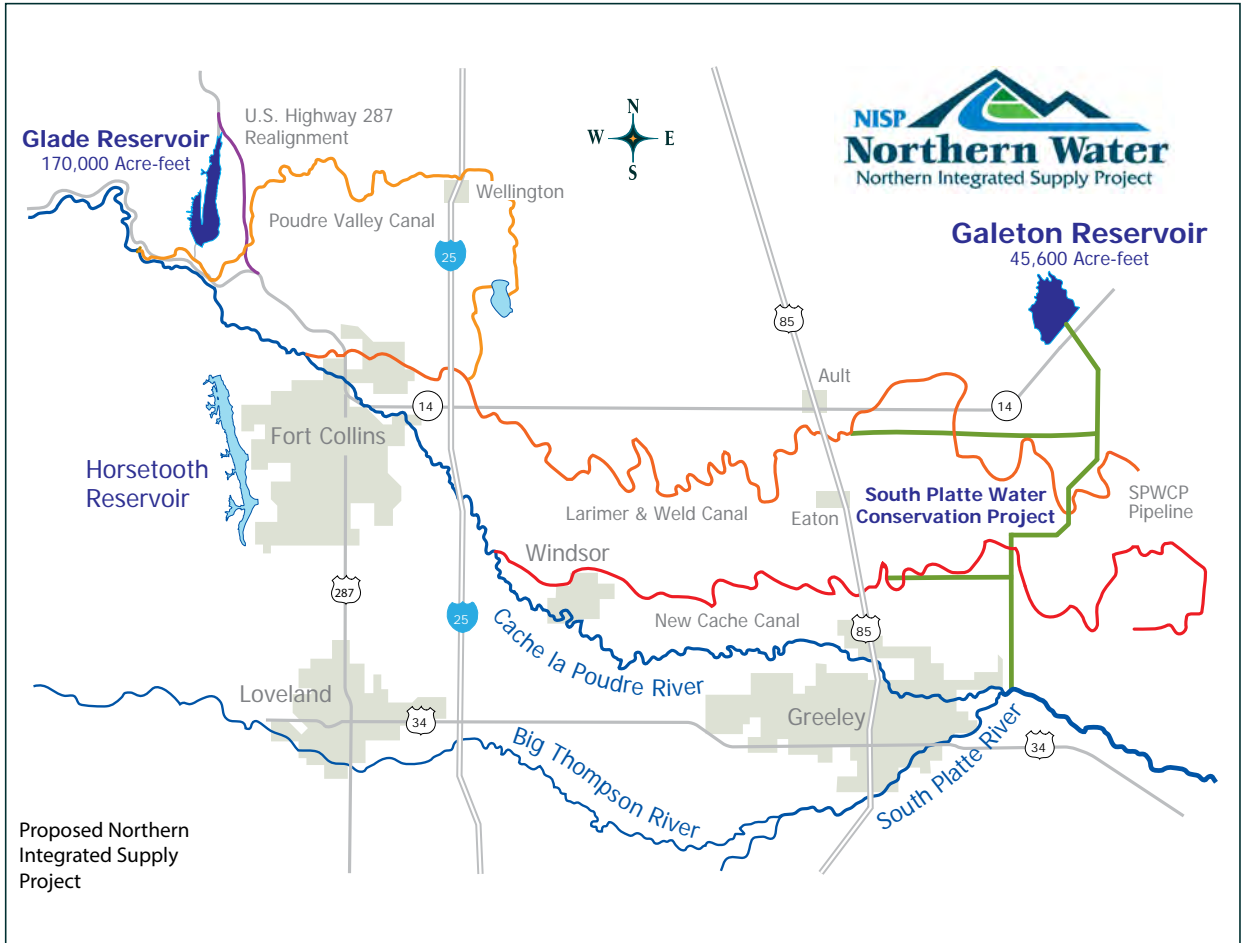 NISP
Northern Water
Northern Integrated Supply Project
N
W E
S
U.S. Highway 287
Realignment
Glade Reservoir
170,000 Acre-feet
Wellington
Poudre Valley Canal
25
Galeton Reservoir
45,600 Acre-feet
85
Ault
14
14
Fort Collins
Horsetooth
Reservoir
Larimer & Weld Canal
Eaton
South Platte Water
Conservation Project
SPWCP
Pipeline
Windsor
287
25
New Cache Canal
85
Cache la Poudre River
Loveland
34
Greeley
Big Thompson River
South Platte River
34
Proposed Northern
Integrated Supply
Project